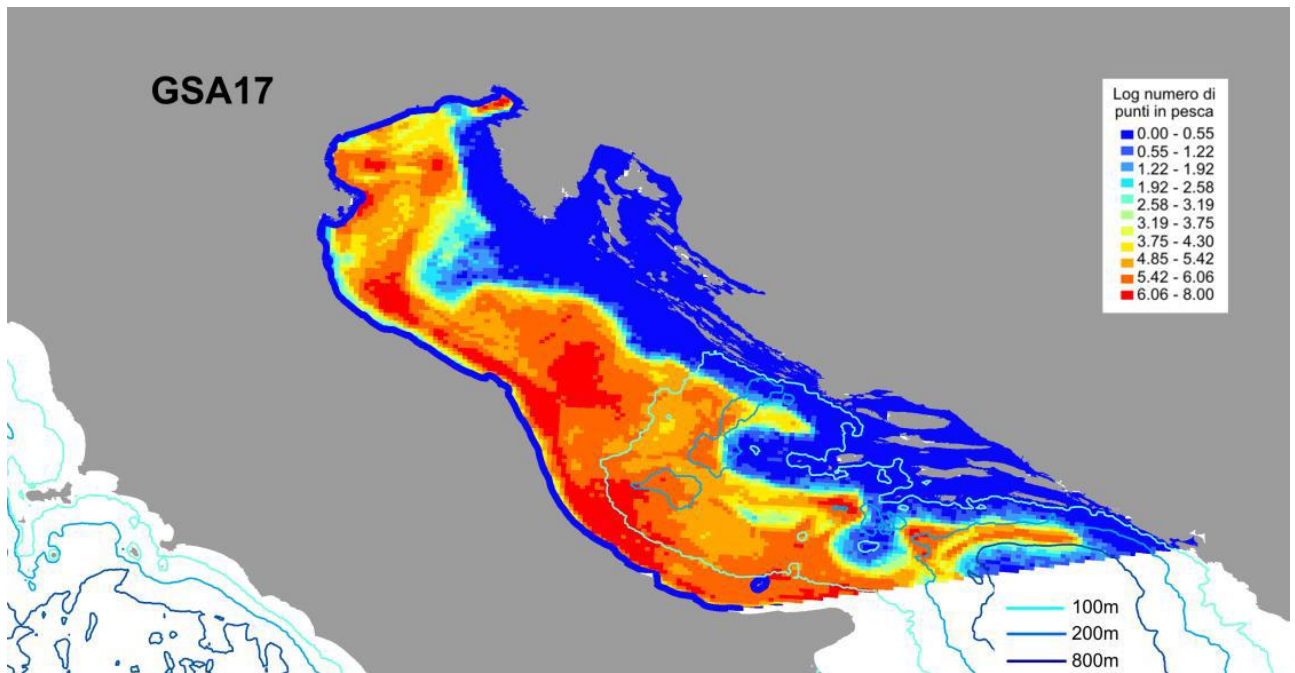 GSA17
Log numero di
punti in pesca
0.00 - 0.55
0.55 - 1.22
1.22 - 1.92
1.92 - 2.58
2.58 - 3.19
3.19 - 3.75
3.75 - 4.30
4.85 - 5.42
5.42 - 6.06
6.06 - 8.00
100m
200m
800m